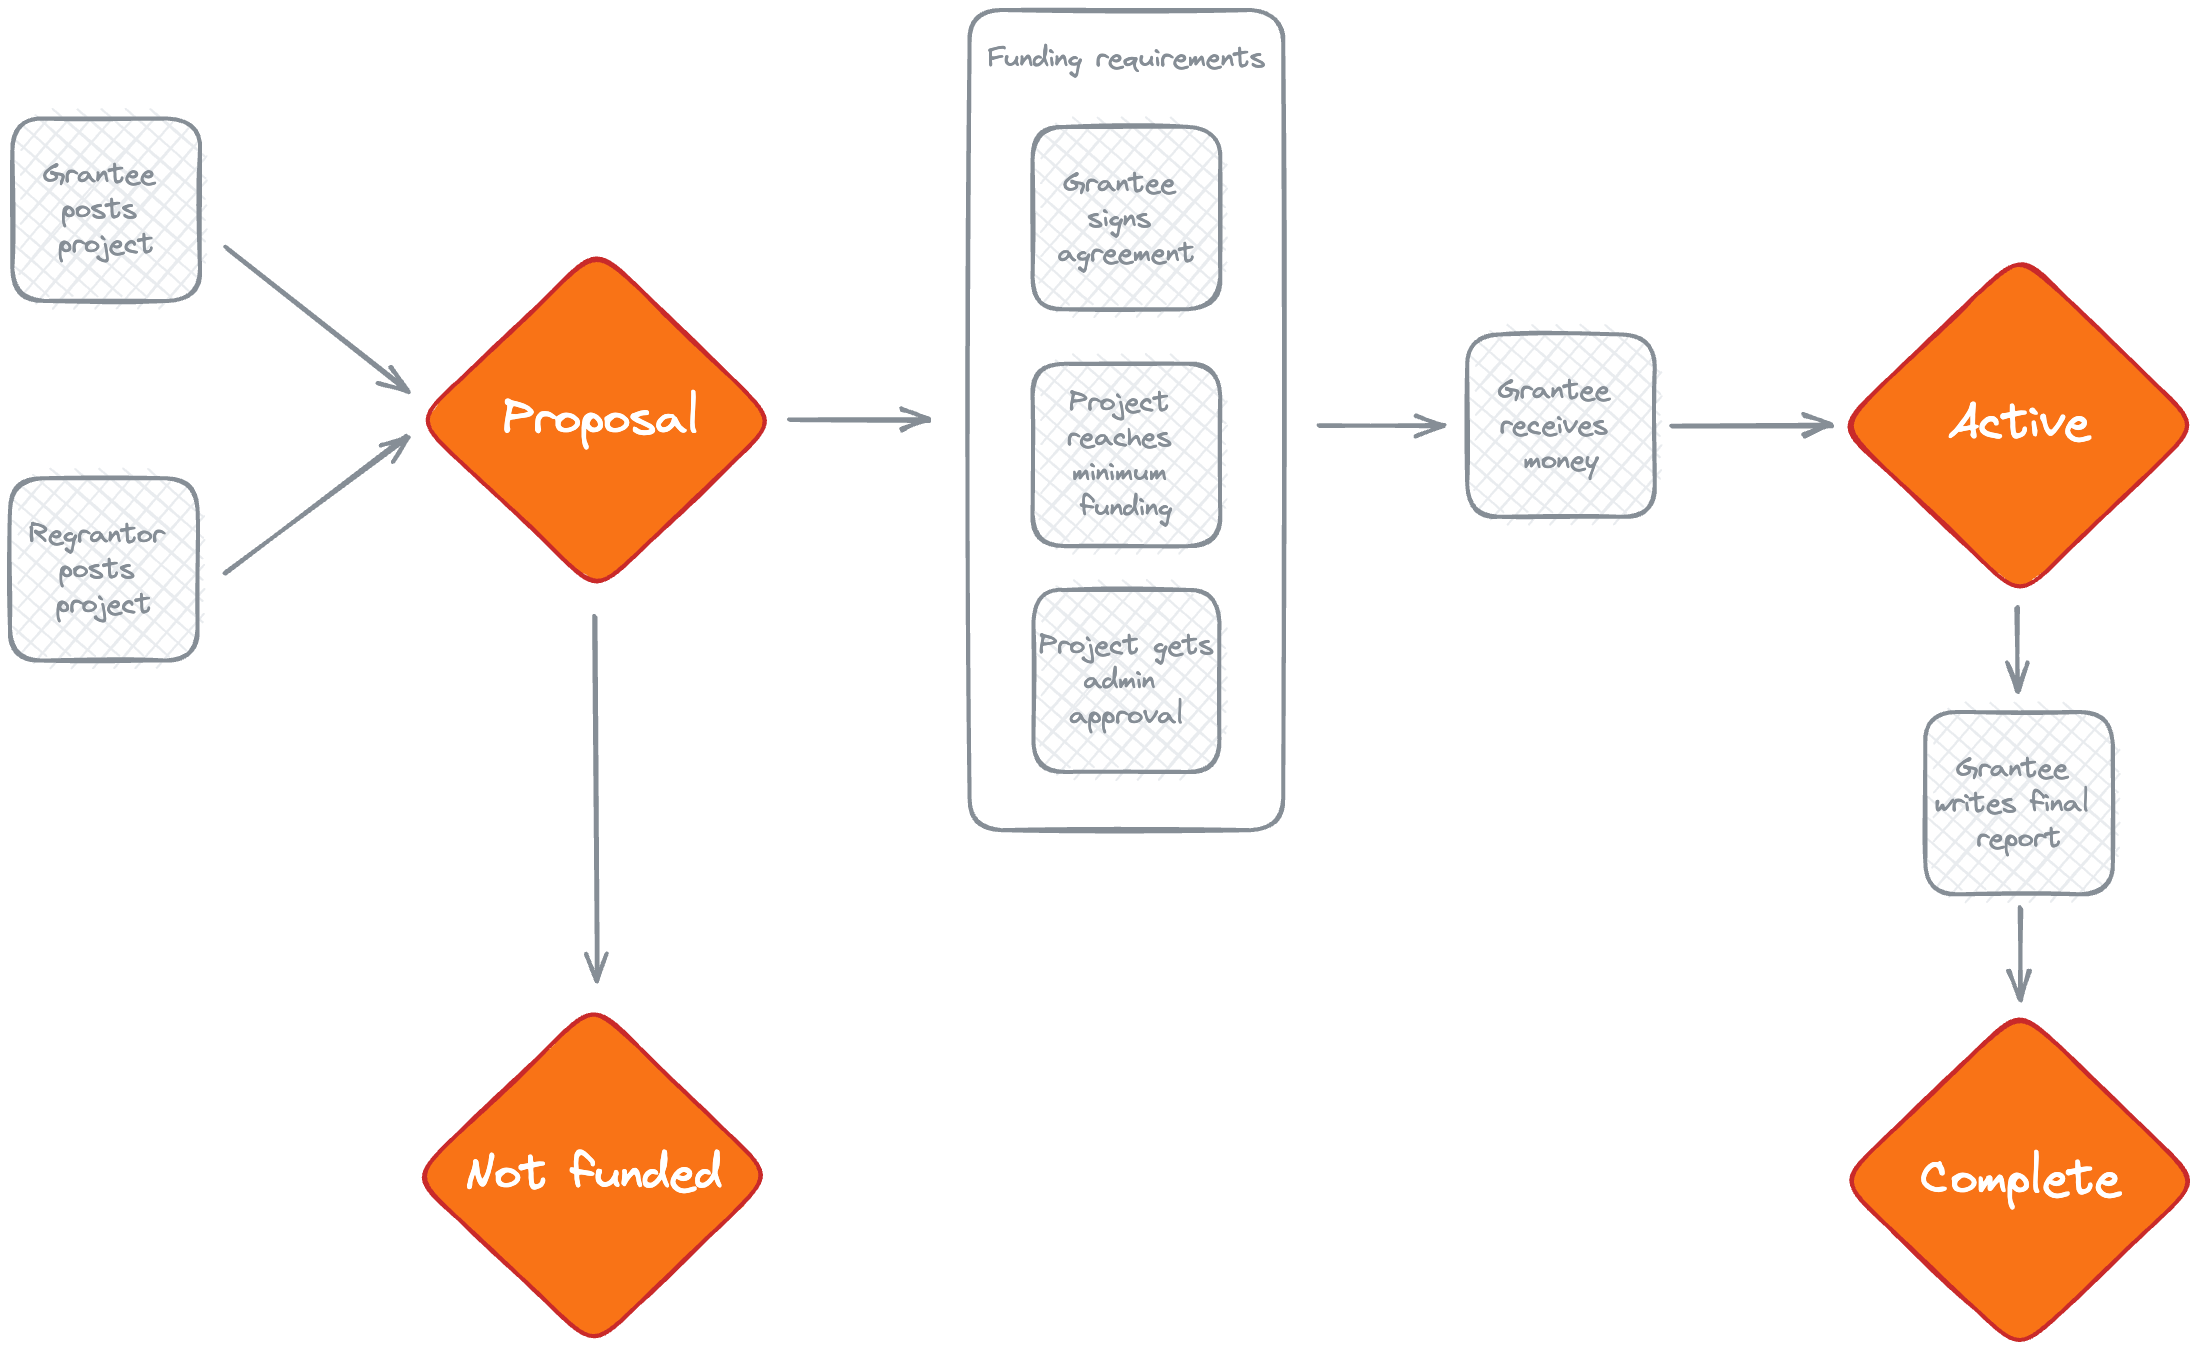 Funding requirements
Grantee
posts
project
Regrantor
posts
project
Proposal
Not funded
Grantee
signs
agreement
Project
reaches
minimum
funding
Project gets
admin
approval
Grantee
receives
money
Active
Grantee
writes final
report
Complete